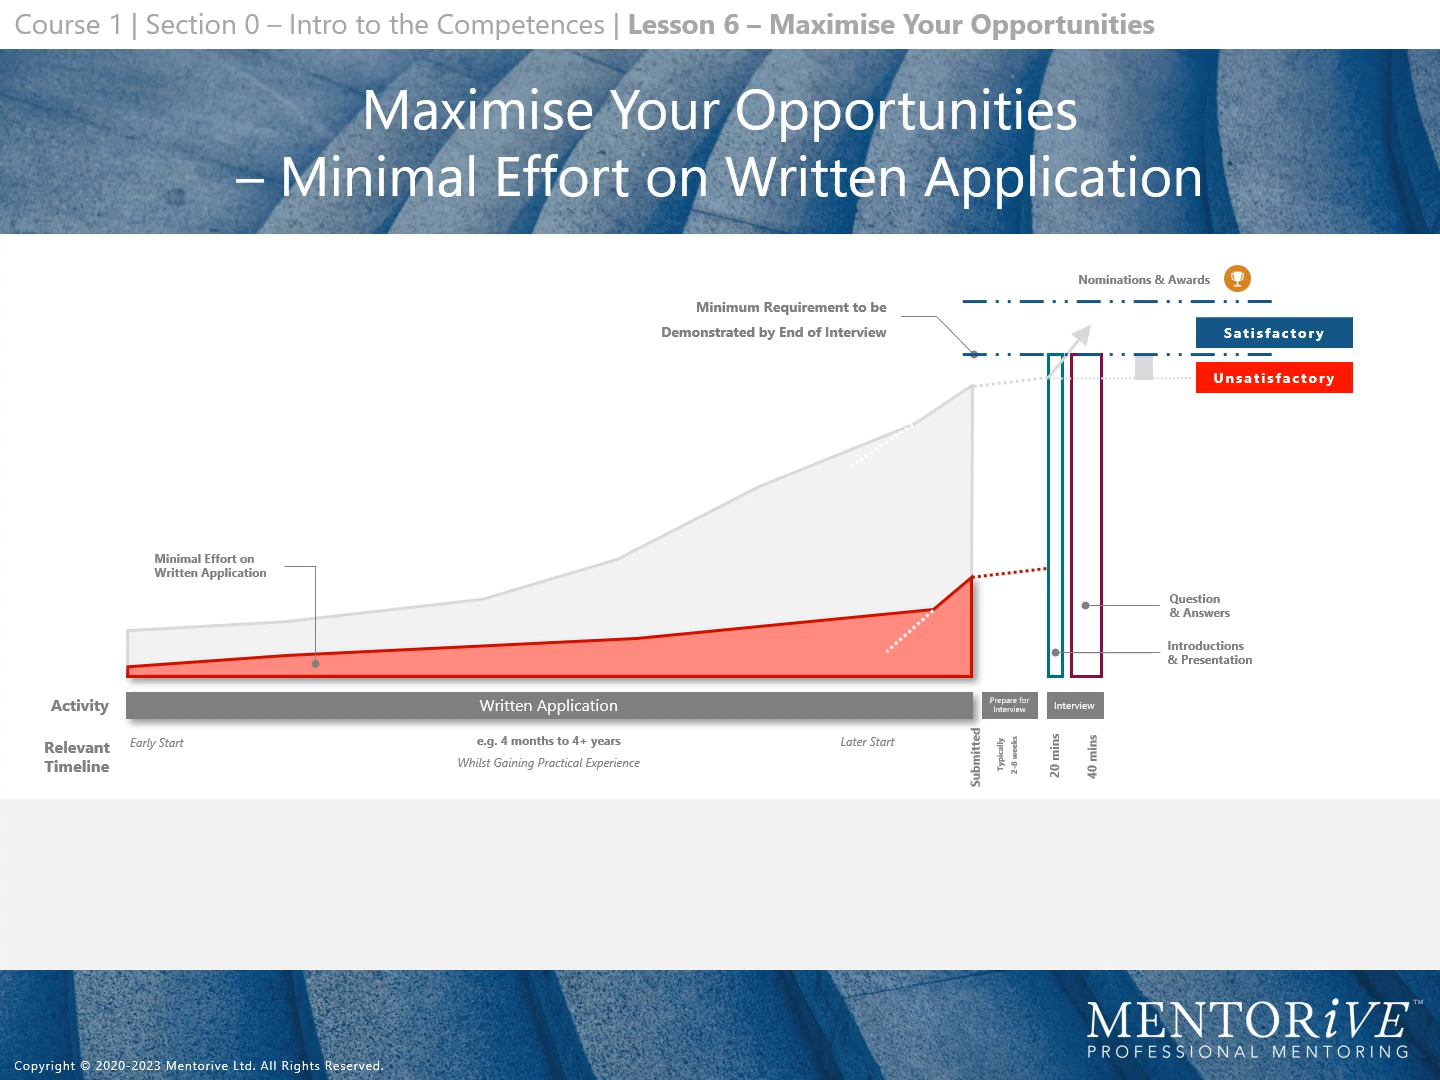 Course 1 | Section 0 – Intro to the Competences | Lesson 6 – Maximise Your Opportunities
Maximise Your Opportunities
– Minimal Effort on Written Application
Nominations & Awards
Minimum Requirement to be
Demonstrated by End of Interview
Satisfactory
Unsatisfactory
Minimal Effort on
Written Application
Question
& Answers
Introductions
& Presentation
Activity
Written Application
Prepare for
Interview
Interview
Relevant
Timeline
Early Start
e.g. 4 months to 4+ years
Whilst Gaining Practical Experience
Later Start
Submitted
Typically
2-8 weeks
20 mins
40 mins
MENTORiVE™
PROFESSIONAL MENTORING
Copyright © 2020-2023 Mentorive Ltd. All Rights Reserved.